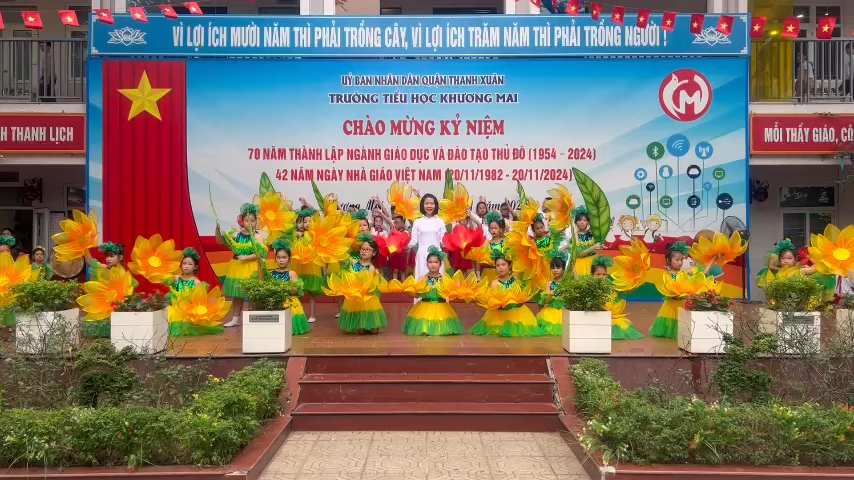 VÌ LỢI ÍCH MƯỜI NĂM THÌ PHẢI TRỒNG CÂY, VÌ LỢI ÍCH TRĂM NĂM THÌ PHẢI TRỒNG NGƯỜI !
UỶ BAN NHÂN DÂN QUẬN THANH XUÂN
TRƯỜNG TIỂU HỌC KHƯƠNG MAI
CHÀO MỪNG KỶ NIỆM
70 NĂM THÀNH LẬP NGÀNH GIÁO DỤC VÀ ĐÀO TẠO THỦ ĐÔ (1954 - 2024)
42 NĂM NGÀY NHÀ GIÁO VIỆT NAM (20/11/1982 - 20/11/2024)
M
H THANH LỊCH
MỖI THẦY GIÁO, CÔ